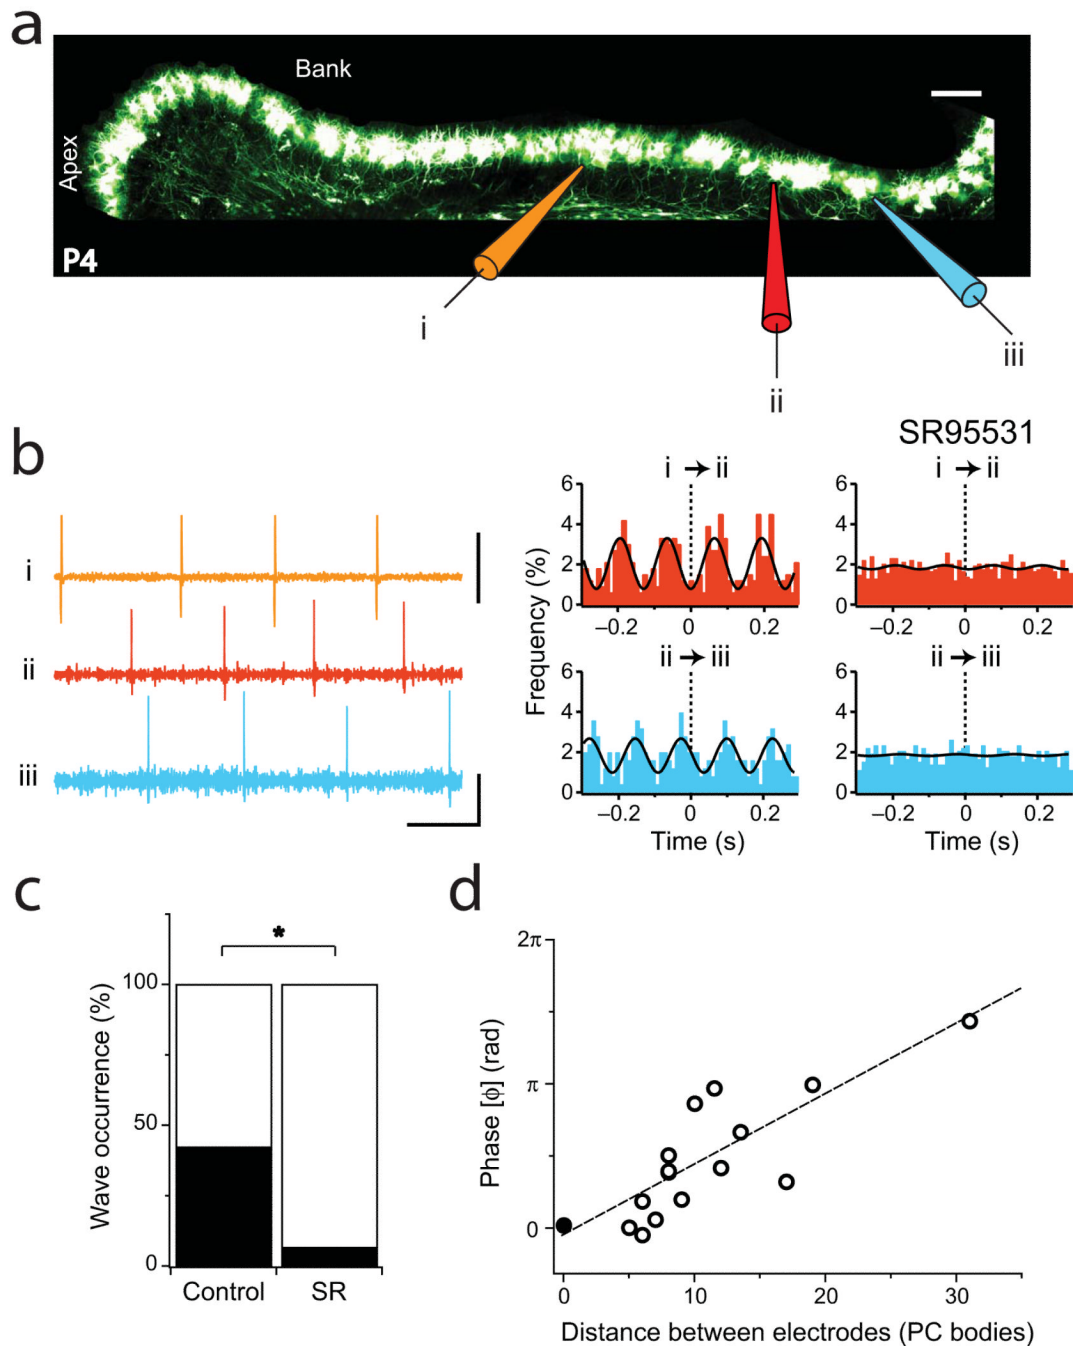 a
Bank
Apex
P4
i
ii
iii
b
SR95531
i
ii
iii
Frequency (%)
i → ii
6
4
2
0
–0.2 0 0.2
i → ii
6
4
2
0
–0.2 0 0.2
ii → iii
6
4
2
0
–0.2 0 0.2
Time (s)
ii → iii
6
4
2
0
–0.2 0 0.2
Time (s)
c
*
Wave occurrence (%)
100
50
0
Control SR
d
Phase [ϕ] (rad)
2π
π
0
0 10 20 30
Distance between electrodes (PC bodies)